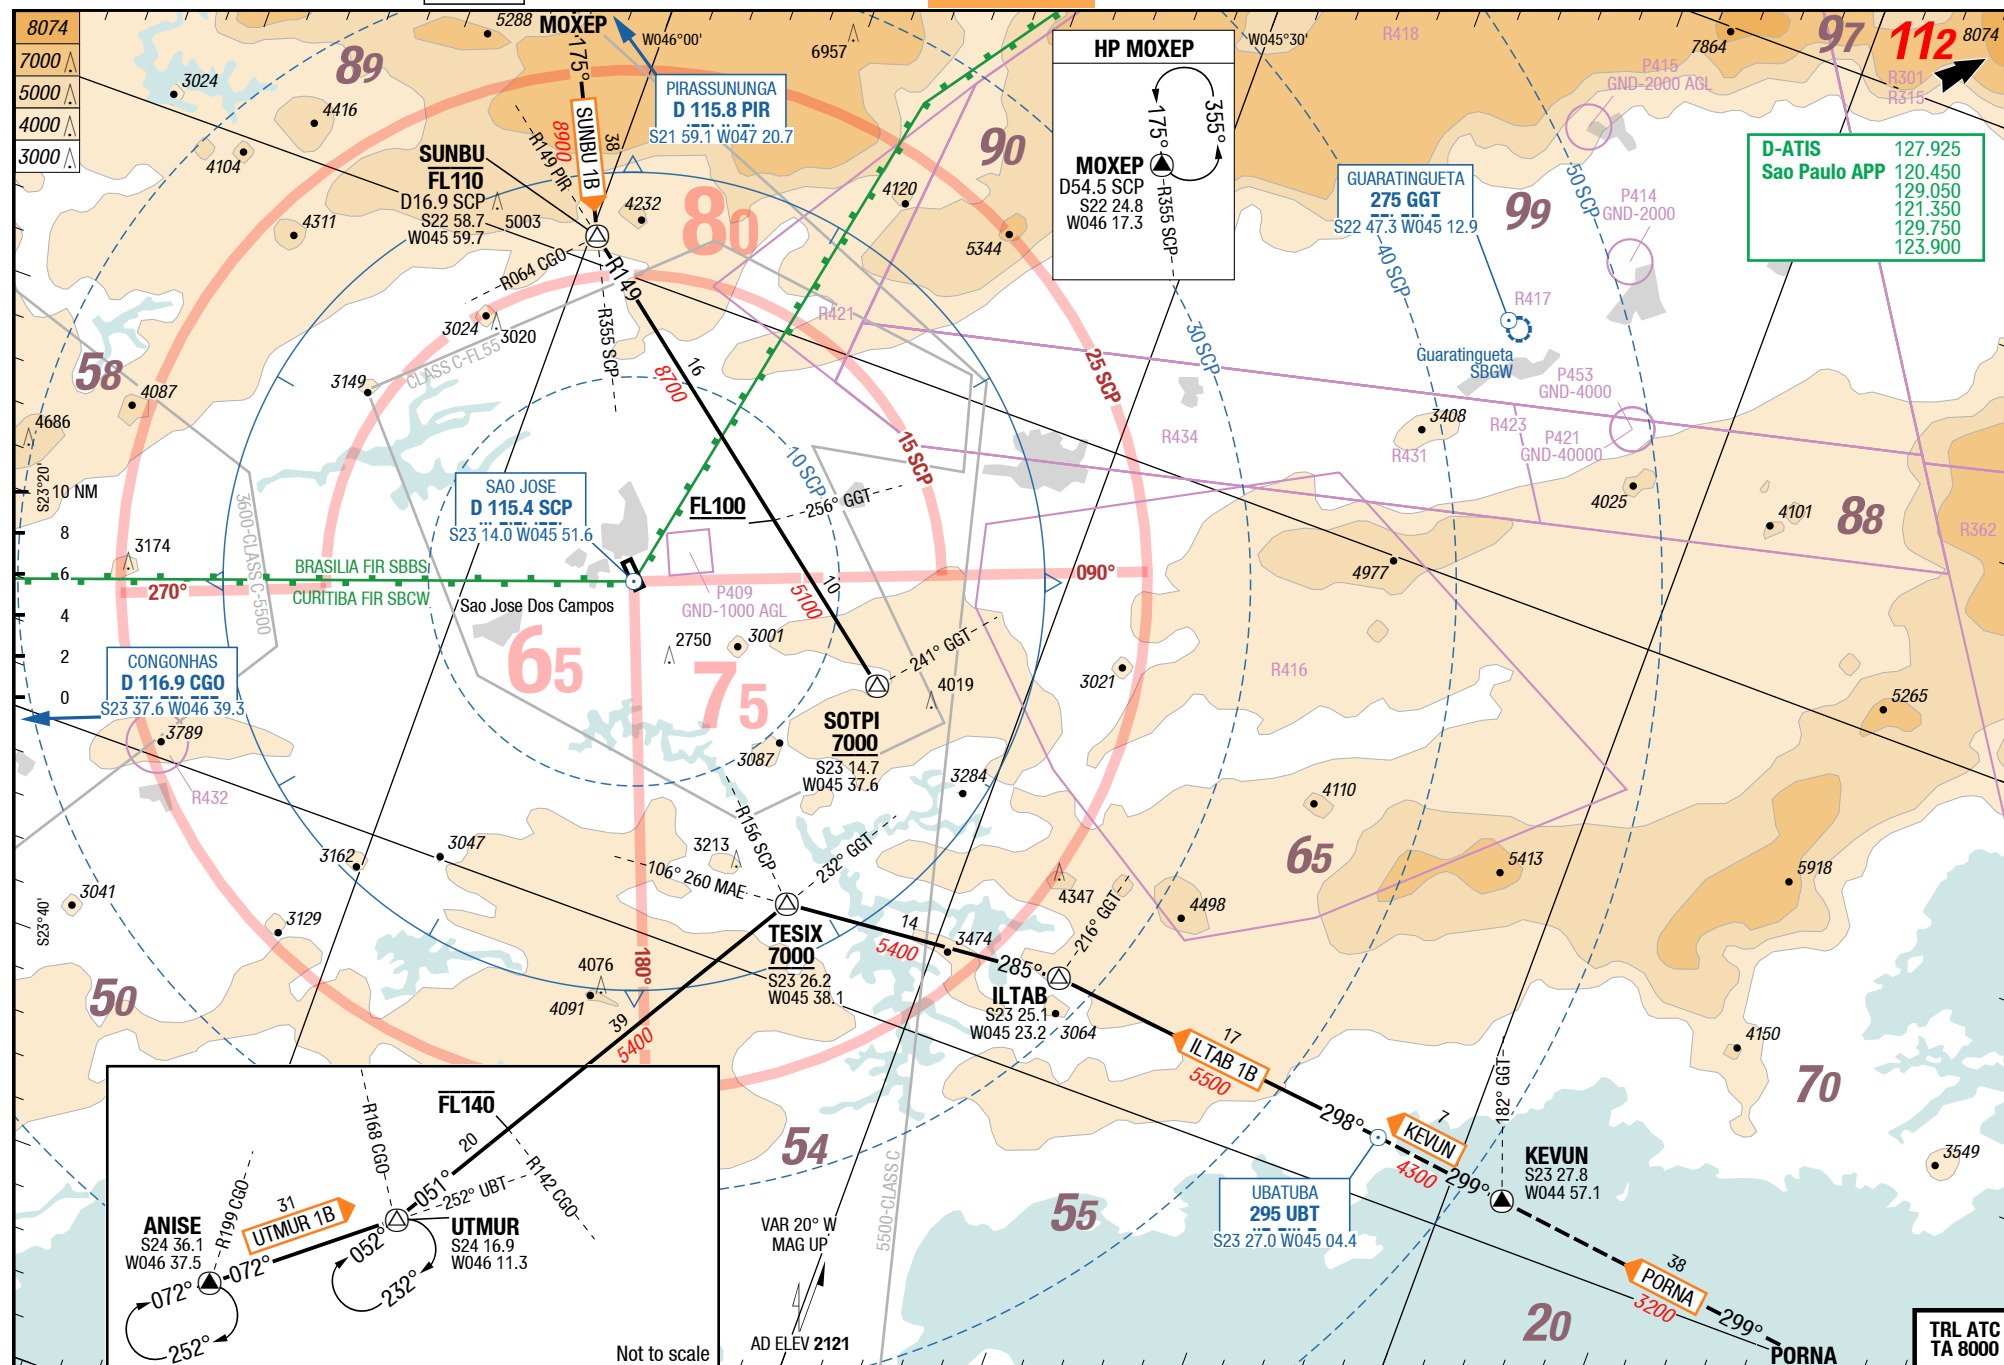 8074
7000
5000
4000
3000
89
5288
MOXEP
175°
W046°00'
6957
HP MOXEP
355°
175°
MOXEP
D54.5 SCP
S22 24.8
W046 17.3
R355 SCP
W045°30'
R418
7864
97
112
8074
R301
R315
P415
GND-2000 AGL
3024
4416
4104
4311
SUNBU 1B
38
8900
R149 PIR
PIRASSUNUNGA
D 115.8 PIR
S21 59.1 W047 20.7
90
SUNBU
FL110
D16.9 SCP
S22 58.7
W045 59.7
5003
4232
80
4120
5344
GUARATINGUETA
275 GGT
S22 47.3 W045 12.9
99
50 SCP
P414
GND-2000
D-ATIS 127.925
Sao Paulo APP 120.450
129.050
121.350
129.750
123.900
R064 CGO
R149
R355 SCP
3024
3020
CLASS C-FL55
3149
58
4087
4686
16
8700
R421
25 SCP
30 SCP
40 SCP
R417
Guaratingueta
SBGW
P453
GND-4000
3408
R423
P421
GND-40000
R431
R434
15 SCP
10 SCP
S23°20'
10 NM
8
6
4
2
0
3600-CLASS C-5500
SAO JOSE
D 115.4 SCP
S23 14.0 W045 51.6
FL100
256° GGT
4025
4101
88
R362
3174
BRASILIA FIR SBBS
CURITIBA FIR SBCW
270°
090°
Sao Jose Dos Campos
P409
GND-1000 AGL
10
5100
4977
65
2750
3001
75
241° GGT
4019
3021
R416
CONGONHAS
D 116.9 CGO
S23 37.6 W046 39.3
3789
R432
SOTPI
7000
S23 14.7
W045 37.6
3087
3284
5265
4110
65
5413
5918
3162
3047
3213
R156 SCP
106° 260 MAE
232° GGT
4347
216° GGT
4498
S23°40'
3041
3129
TESIX
7000
S23 26.2
W045 38.1
14
5400
3474
285°
ILTAB
S23 25.1
W045 23.2
3064
50
4076
4091
180°
39
5400
17
ILTAB 1B
5500
4150
70
54
5500-CLASS C
298°
7
KEVUN
4300
299°
182° GGT
KEVUN
S23 27.8
W044 57.1
3549
FL140
R168 CGO
20
R142 CGO
051°
252° UBT
UTMUR
S24 16.9
W046 11.3
052°
232°
31
UTMUR 1B
R199 CGO
ANISE
S24 36.1
W046 37.5
072°
072°
252°
Not to scale
VAR 20° W
MAG UP
AD ELEV 2121
55
UBATUBA
295 UBT
S23 27.0 W045 04.4
38
PORNA
3200
299°
20
PORNA
TRL ATC
TA 8000